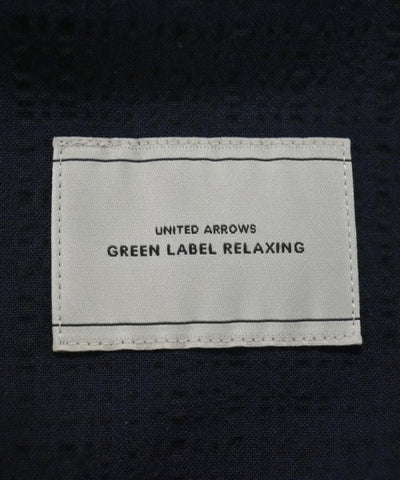 UNITED ARROWS
GREEN LABEL RELAXING